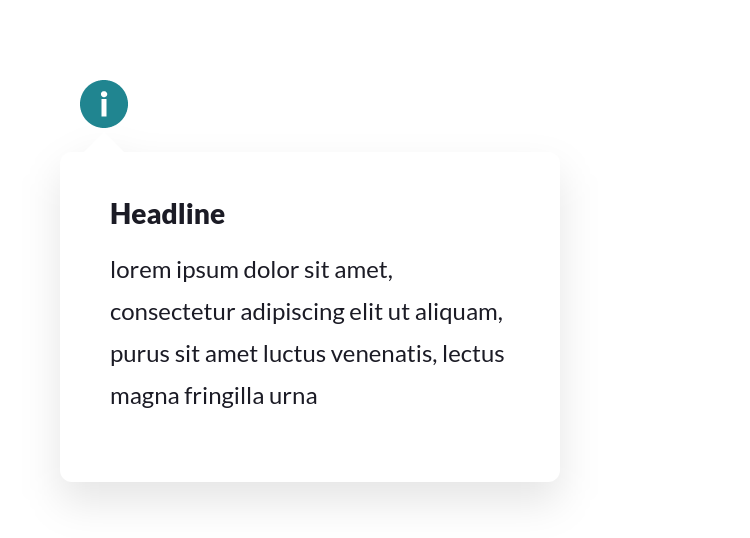 i
Headline
lorem ipsum dolor sit amet,
consectetur adipiscing elit ut aliquam,
purus sit amet luctus venenatis, lectus
magna fringilla urna